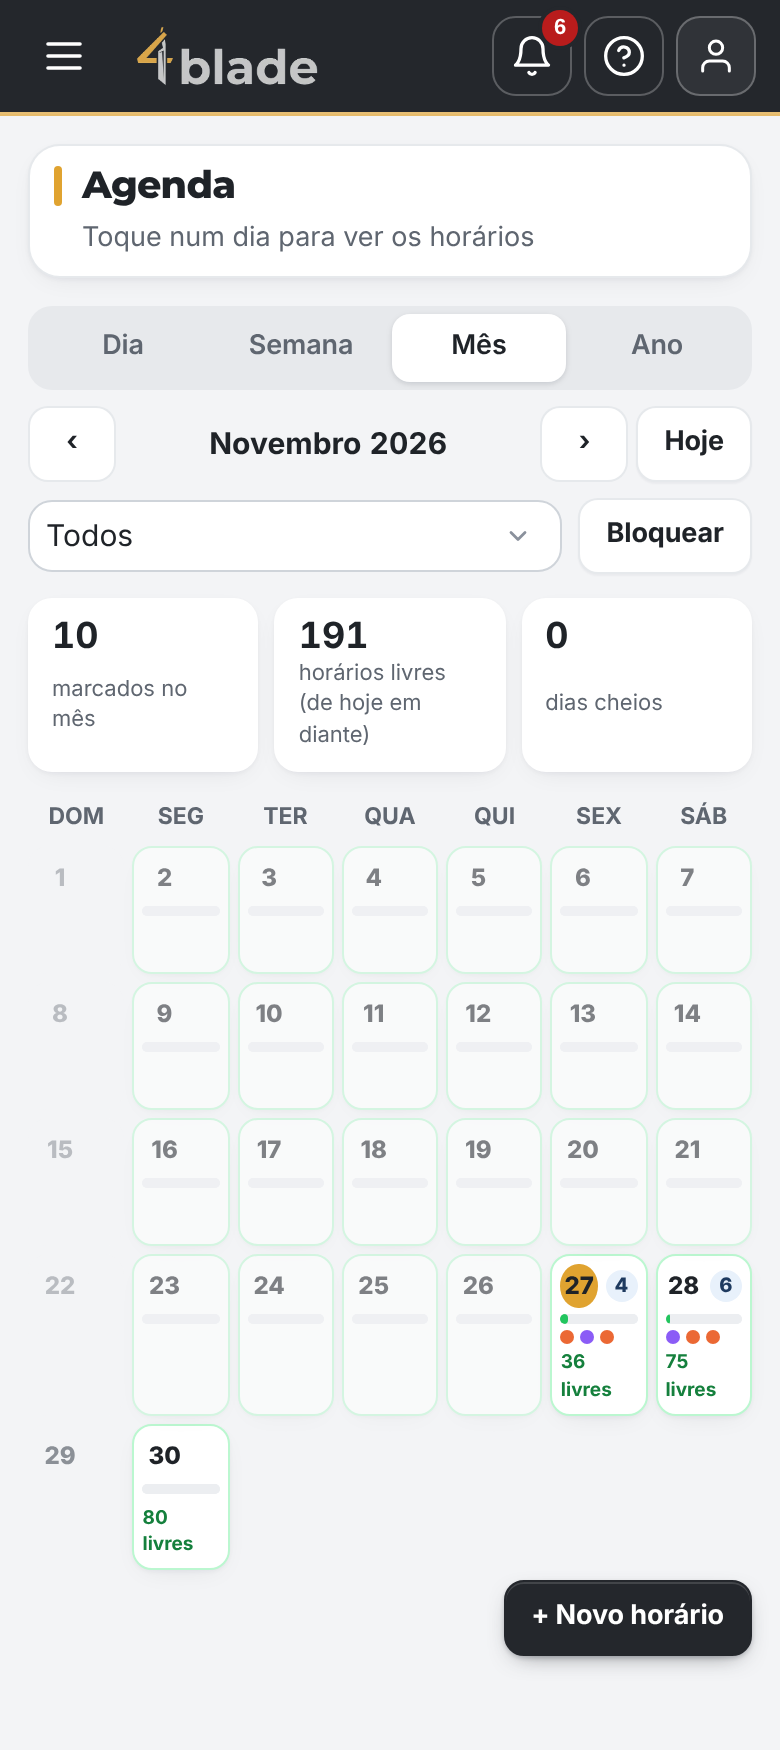 6
4blade
Agenda
Toque num dia para ver os horários
Dia Semana Mês Ano
‹ Novembro 2026 › Hoje
Todos Bloquear
10 191 0
marcados no mês
horários livres (de hoje em diante)
dias cheios
DOM SEG TER QUA QUI SEX SÁB
1 2 3 4 5 6 7
8 9 10 11 12 13 14
15 16 17 18 19 20 21
22 23 24 25 26 27 4 28 6
36 livres
75 livres
29 30
80 livres
+ Novo horário